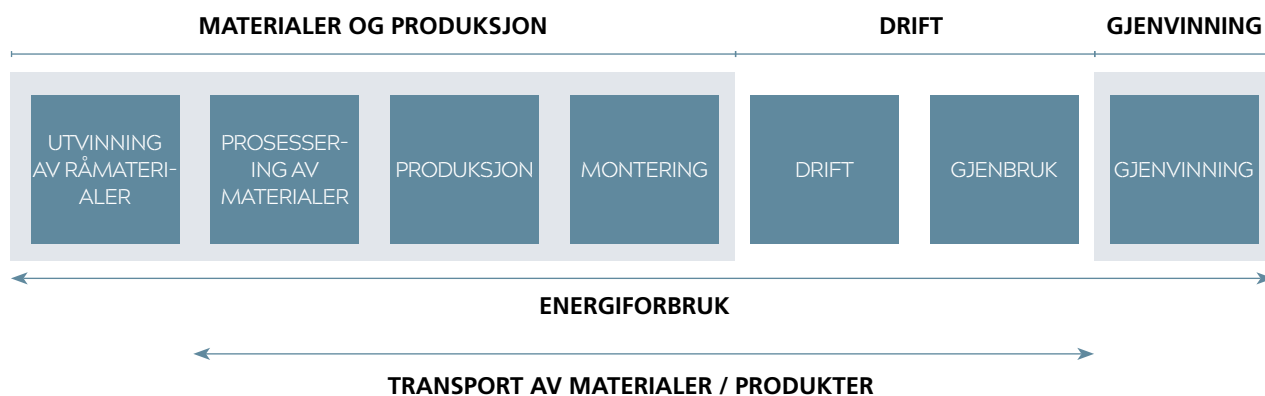 MATERIALER OG PRODUKSJON
DRIFT
GJENVINNING
UTVINNING
AV RÅMATERI-
ALER
PROSESSER-
ING AV
MATERIALER
PRODUKSJON
MONTERING
DRIFT
GJENBRUK
GJENVINNING
ENERGIFORBRUK
TRANSPORT AV MATERIALER / PRODUKTER